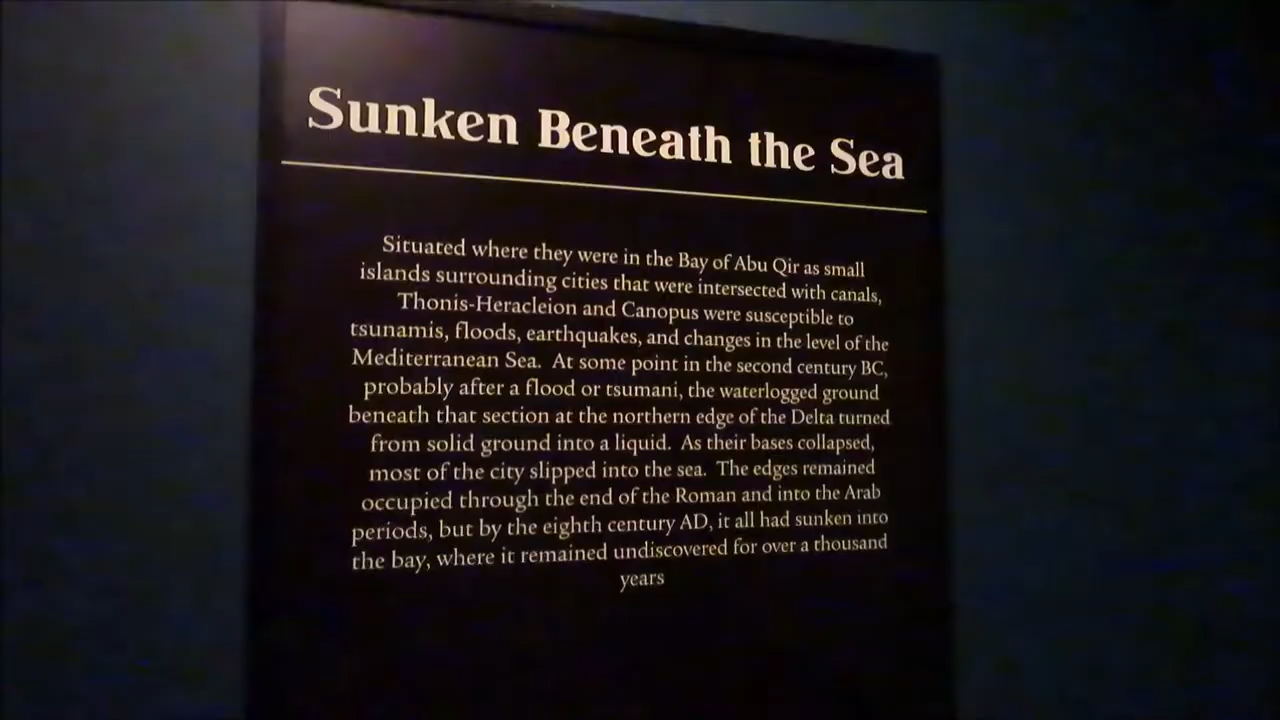 Sunken Beneath the Sea
Situated where they were in the Bay of Abu Qir as small
islands surrounding cities that were intersected with canals,
Thonis-Heracleion and Canopus were susceptible to
tsunamis, floods, earthquakes, and changes in the level of the
Mediterranean Sea.  At some point in the second century BC,
probably after a flood or tsumani, the waterlogged ground
beneath that section at the northern edge of the Delta turned
from solid ground into a liquid.  As their bases collapsed,
most of the city slipped into the sea.  The edges remained
occupied through the end of the Roman and into the Arab
periods, but by the eighth century AD, it all had sunken into
the bay, where it remained undiscovered for over a thousand
years